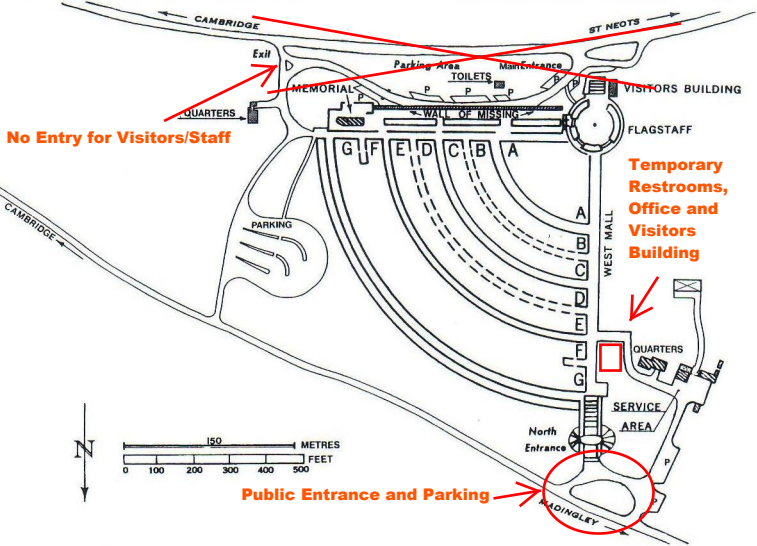 CAMBRIDGE
ST NEOTS
Exit
Parking Area
MainEntrance
TOILETS
P
P
P
P
P
P
MEMORIAL
VISITORS BUILDING
QUARTERS
WALL OF MISSING
FLAGSTAFF
No Entry for Visitors/Staff
G F E D C B A
Temporary
Restrooms,
Office and
Visitors
Building
A
B
C
D
E
F
G
WEST MALL
CAMBRIDGE
PARKING
QUARTERS
SERVICE
AREA
North
Entrance
P
P
N
150
METRES
FEET
0 100 200 300 400 500
Public Entrance and Parking
MADINGLEY